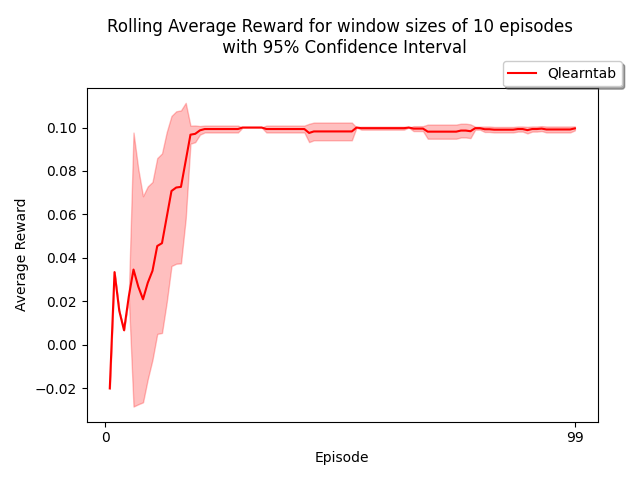 Rolling Average Reward for window sizes of 10 episodes
with 95% Confidence Interval
Qlearntab
0.10
0.08
0.06
0.04
0.02
0.00
−0.02
Average Reward
0
99
Episode